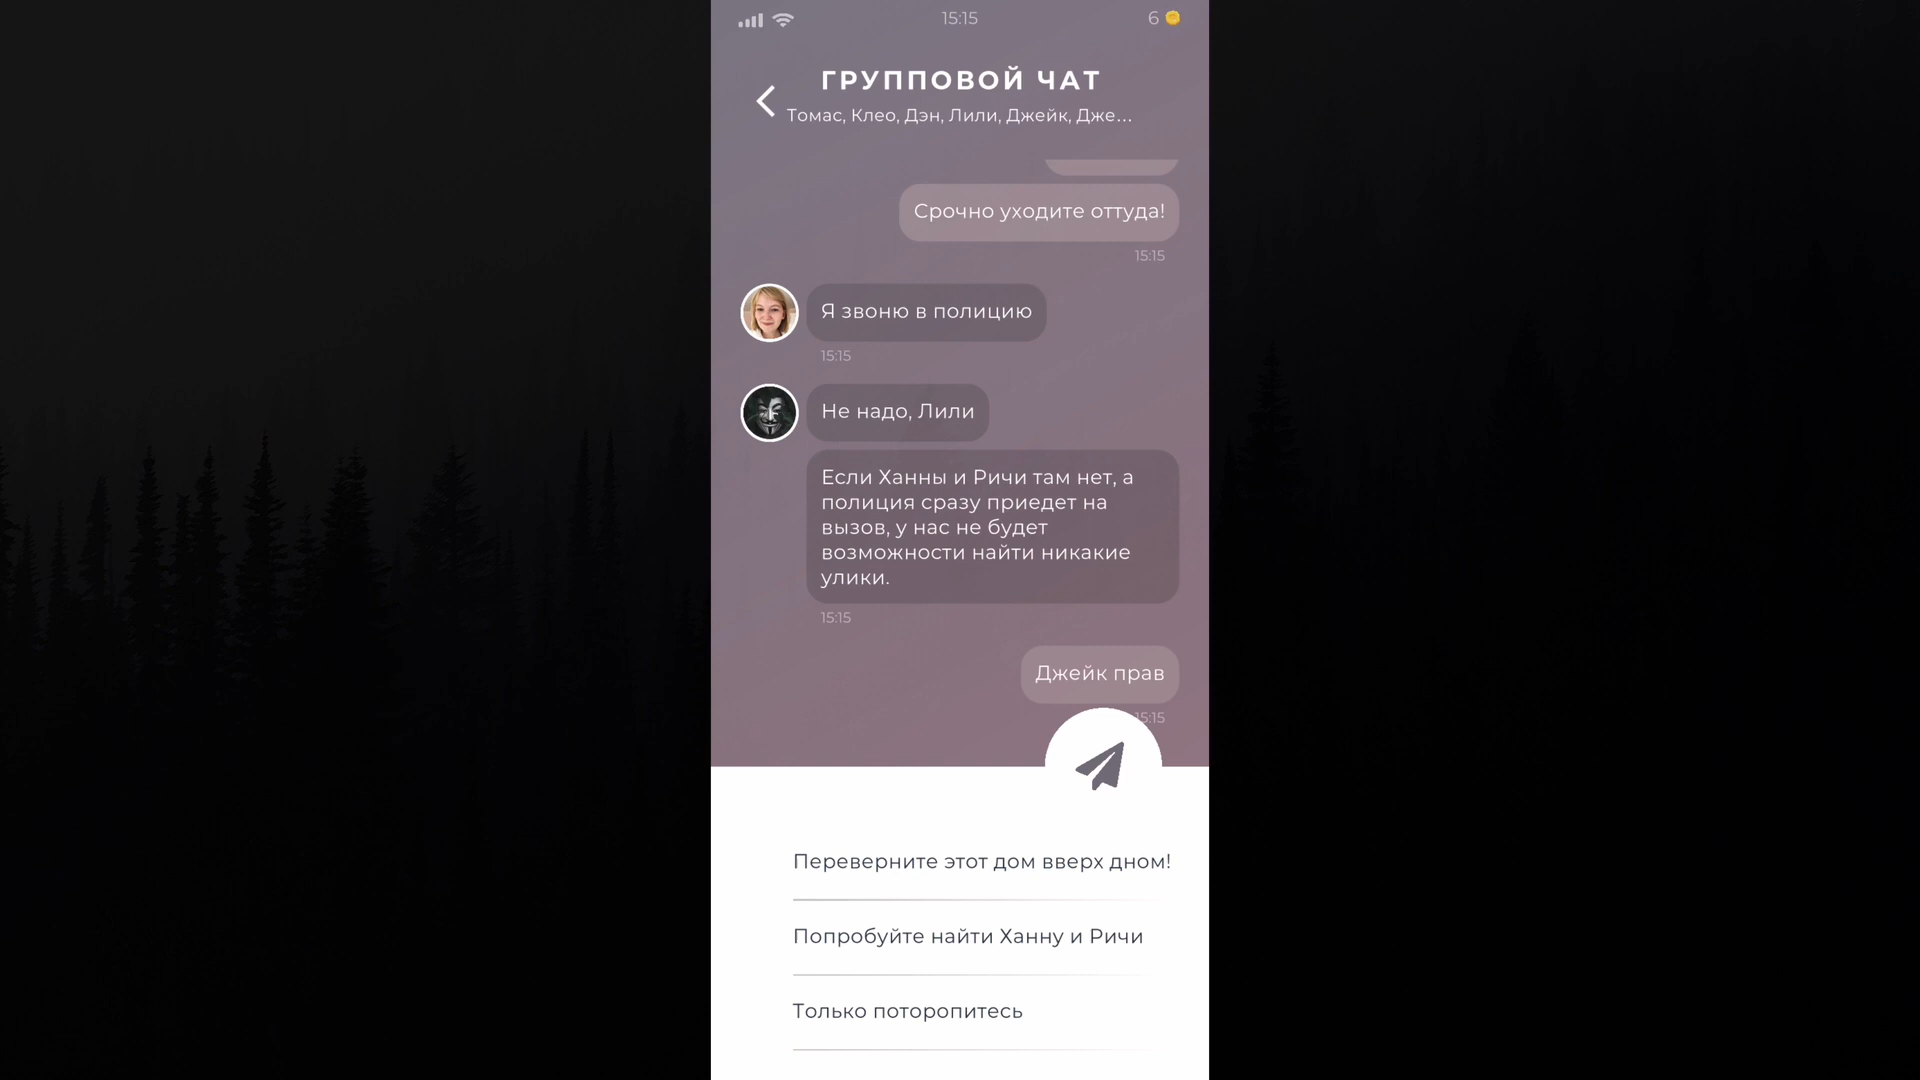 15:15
6
ГРУППОВОЙ ЧАТ
Томас, Клео, Дэн, Лили, Джейк, Дже...
Срочно уходите оттуда!
15:15
Я звоню в полицию
15:15
Не надо, Лили
Если Ханны и Ричи там нет, а
полиция сразу приедет на
вызов, у нас не будет
возможности найти никакие
улики.
15:15
Джейк прав
15:15
Переверните этот дом вверх дном!
Попробуйте найти Ханну и Ричи
Только поторопитесь